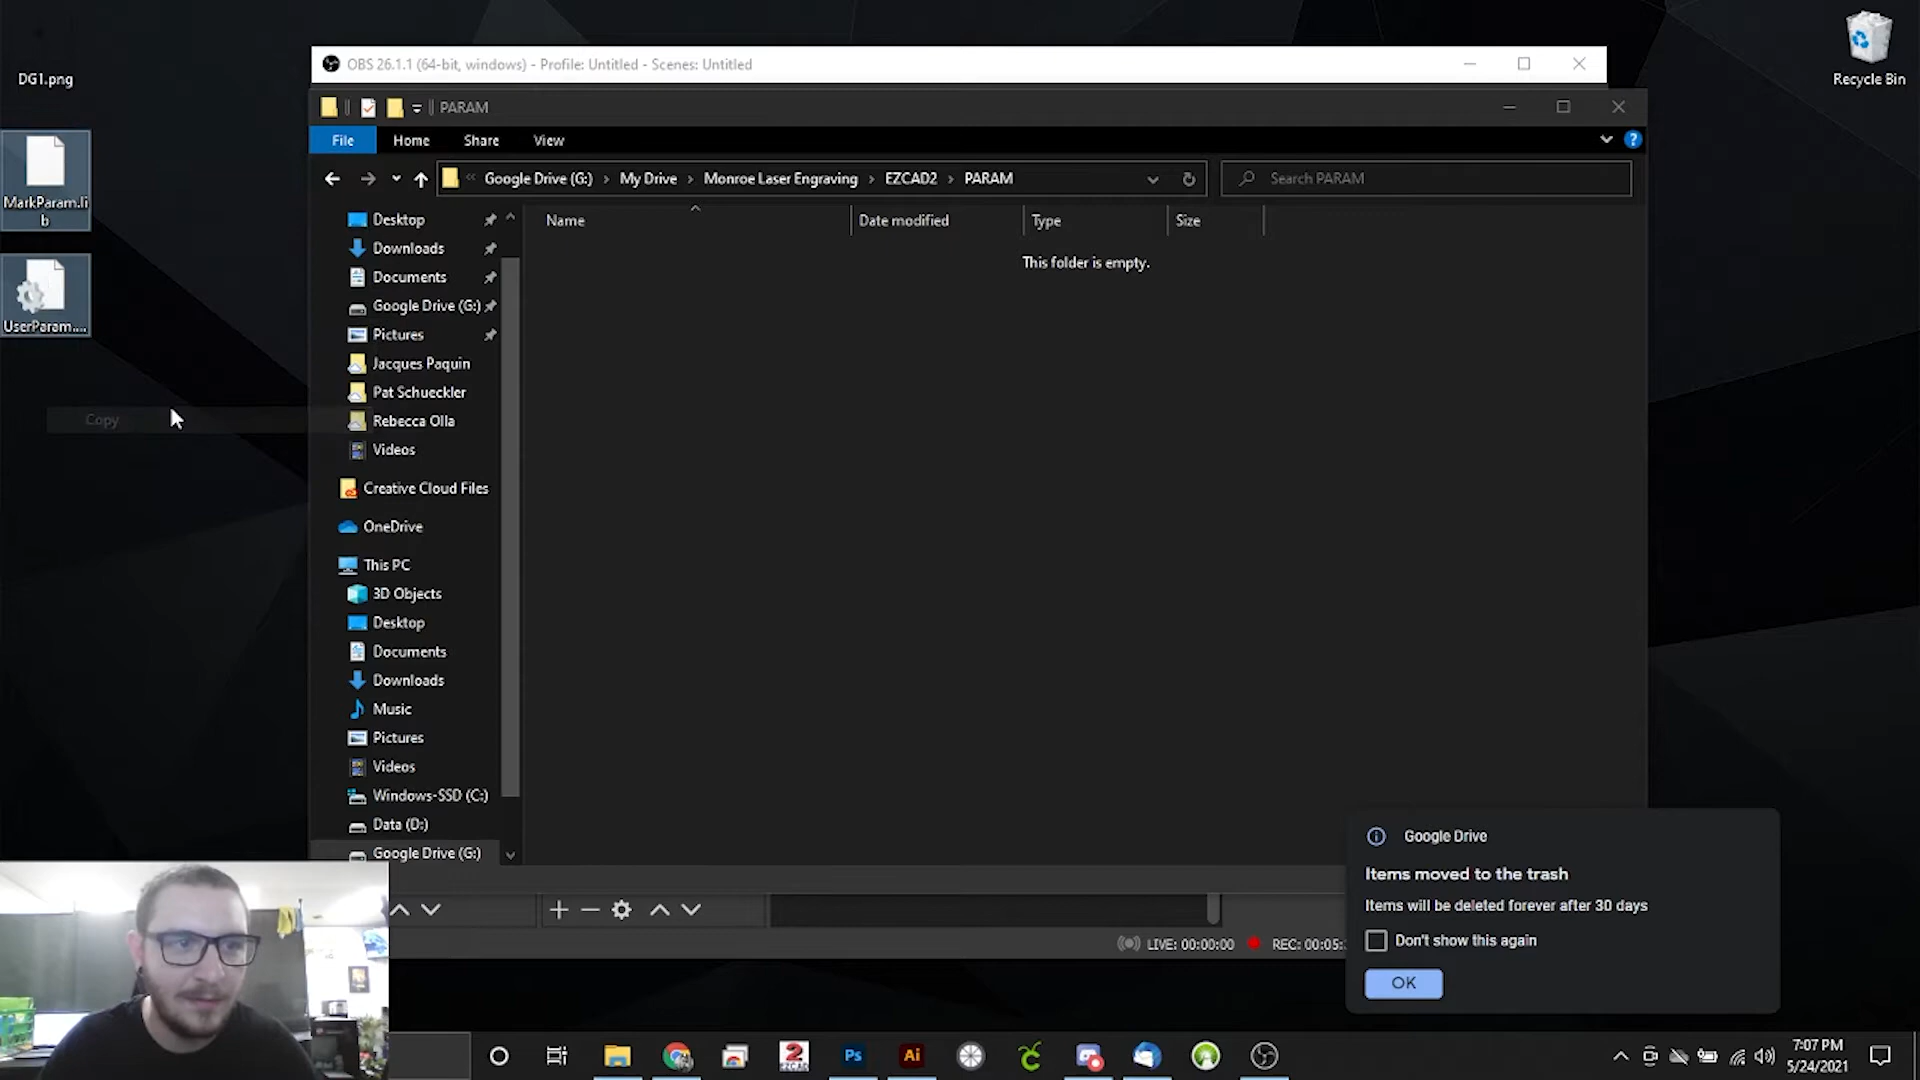 DG1.png
MarkParam.li
b
UserParam....
Copy
Recycle Bin
OBS 26.1.1 (64-bit, windows) - Profile: Untitled - Scenes: Untitled
PARAM
File Home Share View
Google Drive (G:) My Drive Monroe Laser Engraving EZCAD2 PARAM
Search PARAM
Name Date modified Type Size
This folder is empty.
Desktop
Downloads
Documents
Google Drive (G:)
Pictures
Jacques Paquin
Pat Schueckler
Rebecca Olla
Videos
Creative Cloud Files
OneDrive
This PC
3D Objects
Desktop
Documents
Downloads
Music
Pictures
Videos
Windows-SSD (C:)
Data (D:)
Google Drive (G:)
LIVE: 00:00:00 REC: 00:05:
Google Drive
Items moved to the trash
Items will be deleted forever after 30 days
Don't show this again
OK
2
EZCAD
Ps
Ai
7:07 PM
5/24/2021